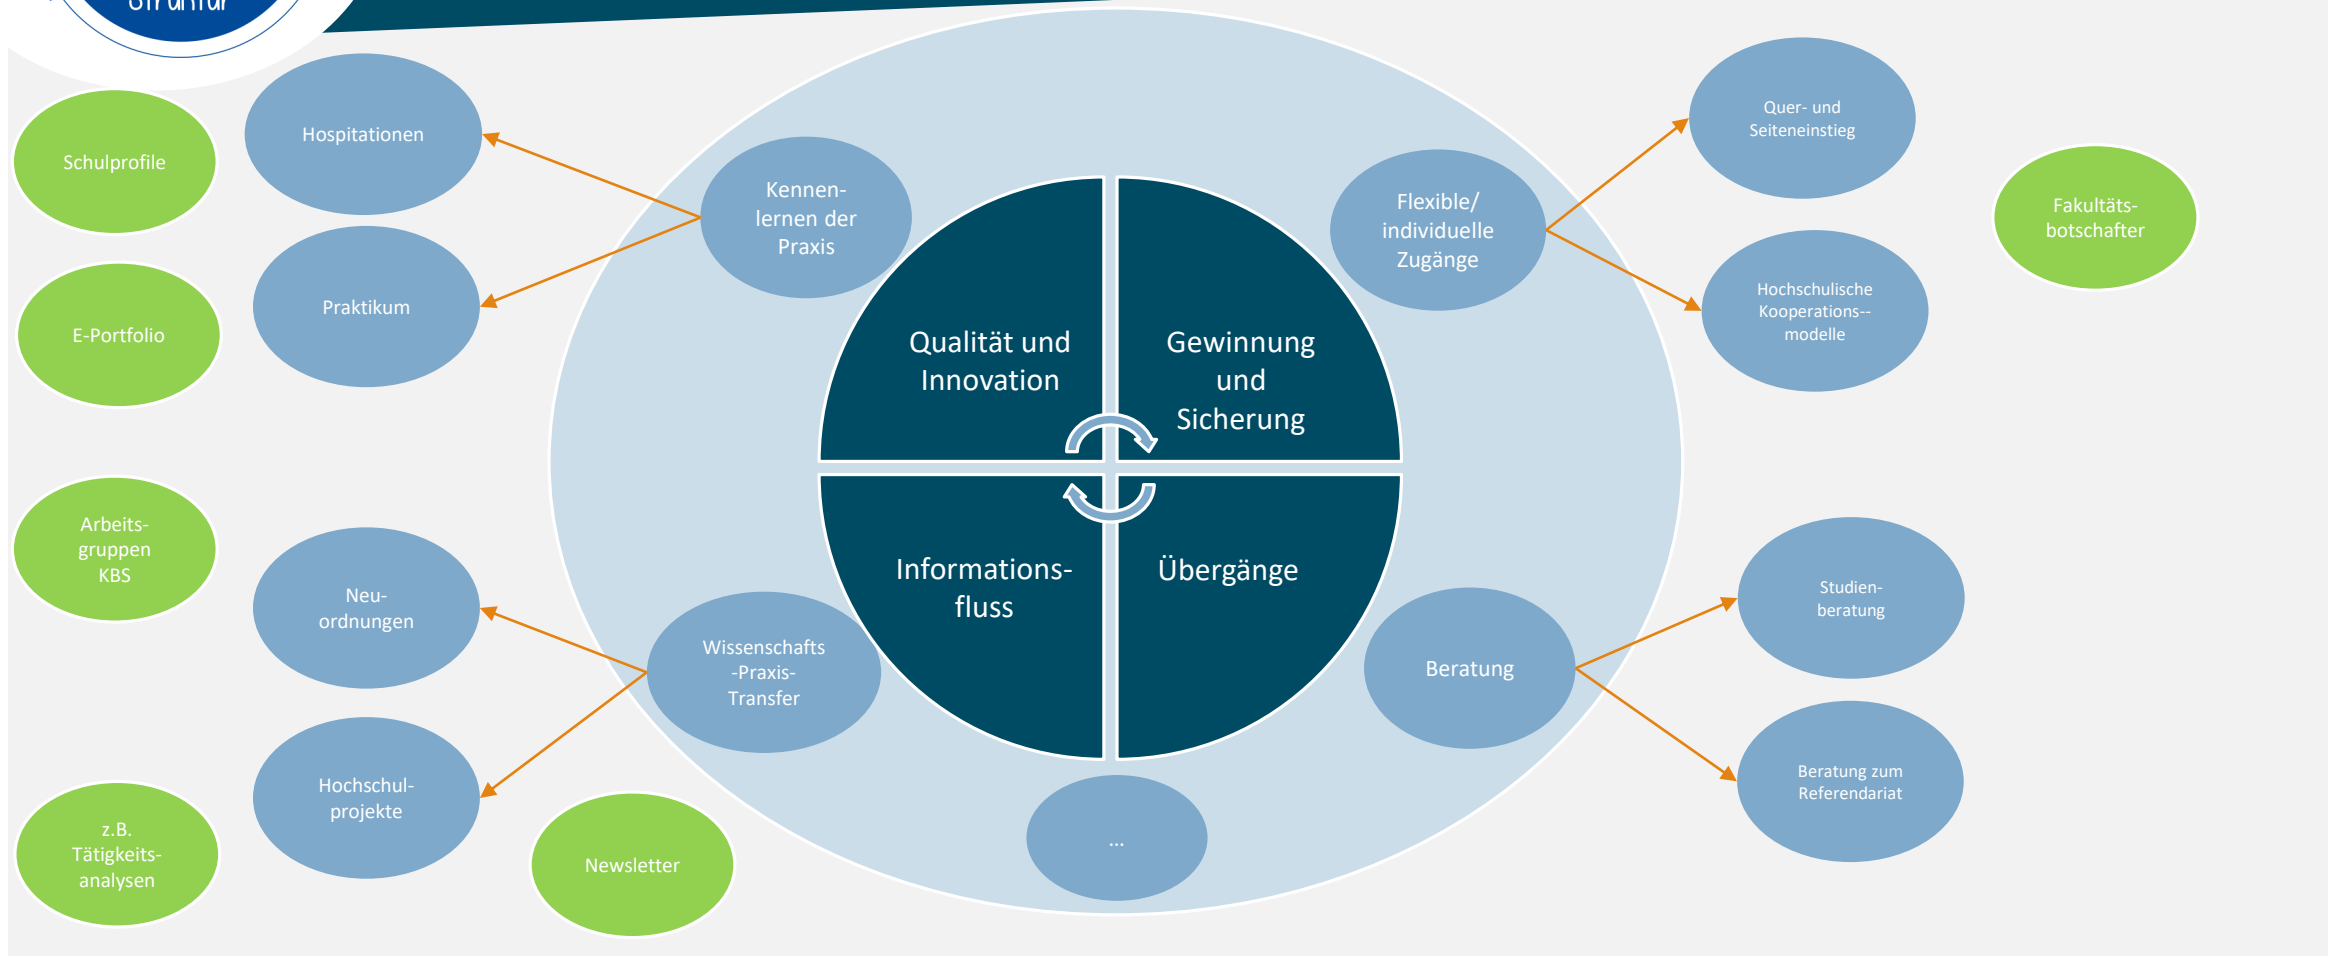 Struktur
Hospitationen
Schulprofile
Praktikum
E-Portfolio
Kennen-
lernen der
Praxis
Flexible/
individuelle
Zugänge
Quer- und
Seiteneinstieg
Fakultäts-
botschafter
Hochschulische
Kooperations--
modelle
Qualität und
Innovation
Gewinnung
und
Sicherung
Informations-
fluss
Übergänge
Arbeits-
gruppen
KBS
Neu-
ordnungen
Wissenschafts
-Praxis-
Transfer
Hochschul-
projekte
z.B.
Tätigkeits-
analysen
Newsletter
...
Beratung
Studien-
beratung
Beratung zum
Referendariat